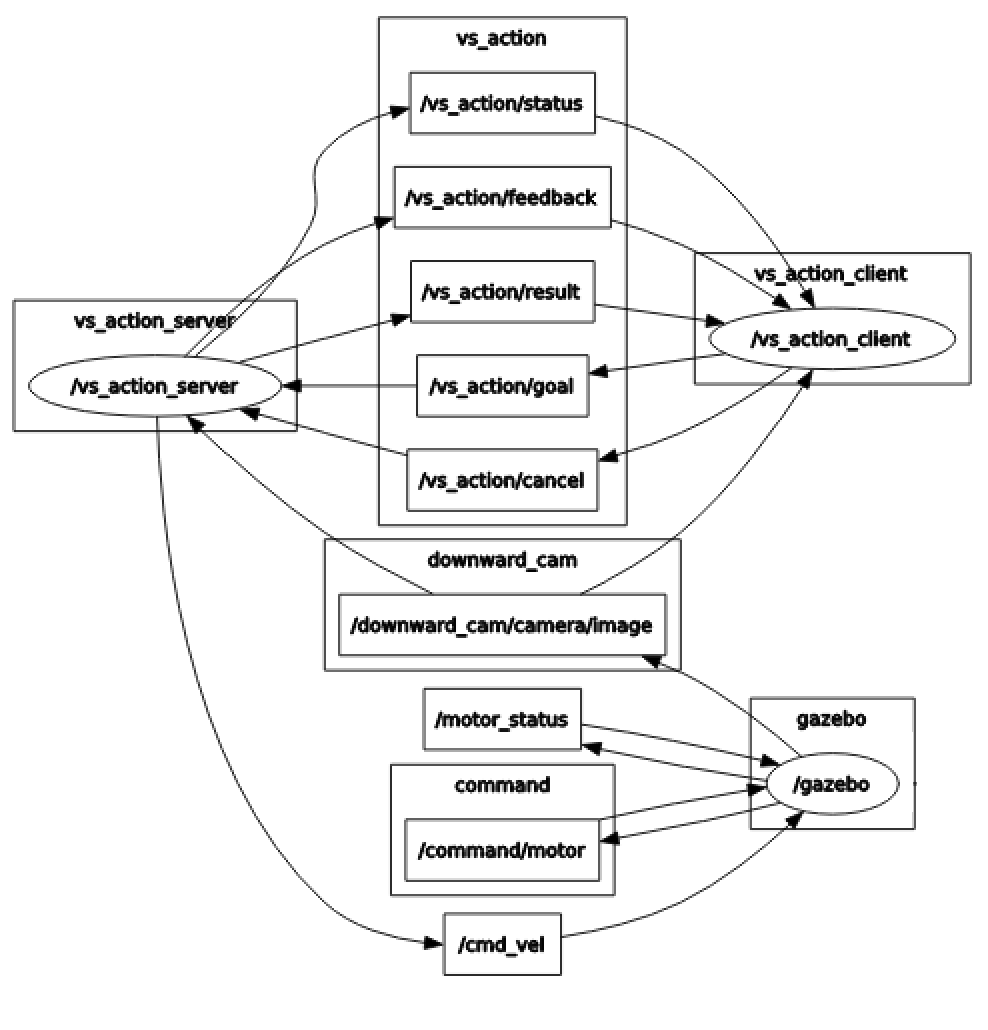 vs_action
/vs_action/status
/vs_action/feedback
vs_action_client
/vs_action/result
vs_action_server
/vs_action_client
/vs_action_server
/vs_action/goal
/vs_action/cancel
downward_cam
/downward_cam/camera/image
/motor_status
gazebo
command
/gazebo
/command/motor
/cmd_vel